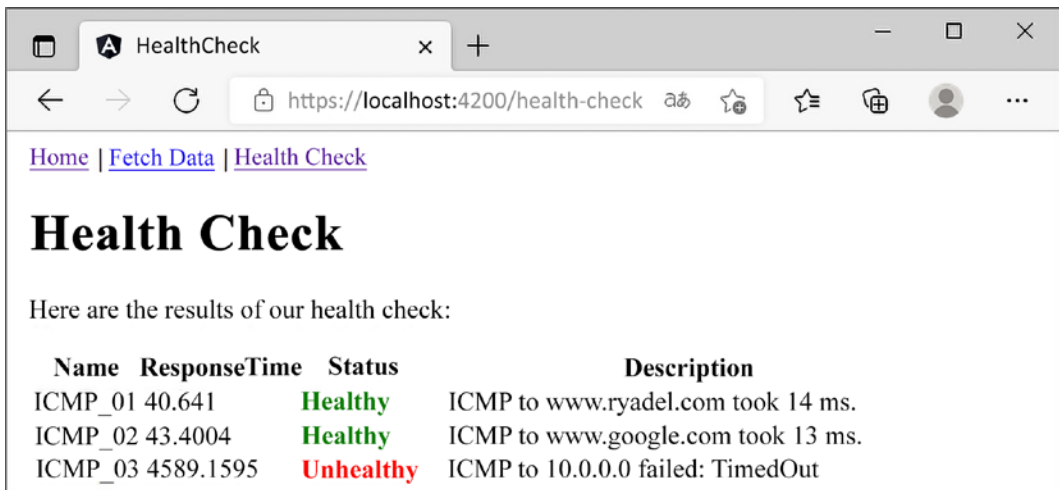 HealthCheck
https://localhost:4200/health-check aあ
Home | Fetch Data | Health Check
Health Check
Here are the results of our health check:
Name ResponseTime Status Description
ICMP_01 40.641 Healthy ICMP to www.ryadel.com took 14 ms.
ICMP_02 43.4004 Healthy ICMP to www.google.com took 13 ms.
ICMP_03 4589.1595 Unhealthy ICMP to 10.0.0.0 failed: TimedOut